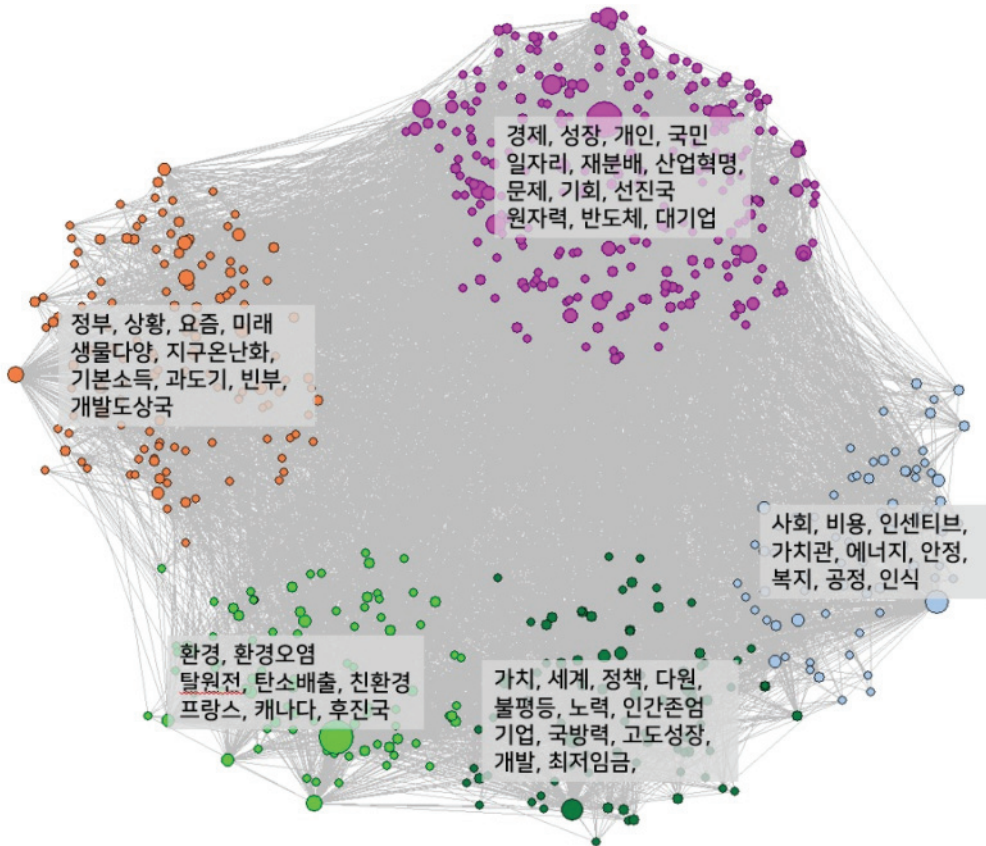 경제, 성장, 개인, 국민
일자리, 재분배, 산업혁명,
문제, 기회, 선진국
원자력, 반도체, 대기업
정부, 상황, 요즘, 미래
생물다양, 지구온난화,
기본소득, 과도기, 빈부,
개발도상국
사회, 비용, 인센티브,
가치관, 에너지, 안정,
복지, 공정, 인식
환경, 환경오염
탈원전, 탄소배출, 친환경
프랑스, 캐나다, 후진국
가치, 세계, 정책, 다원,
불평등, 노력, 인간존엄
기업, 국방력, 고도성장,
개발, 최저임금,